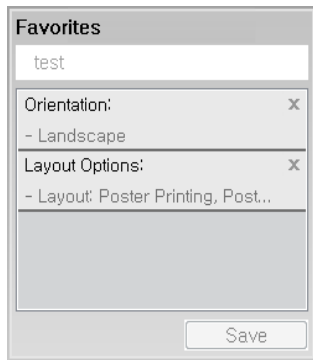 Favorites
test
Orientation: X
- Landscape
Layout Options: X
- Layout: Poster Printing, Post...
Save